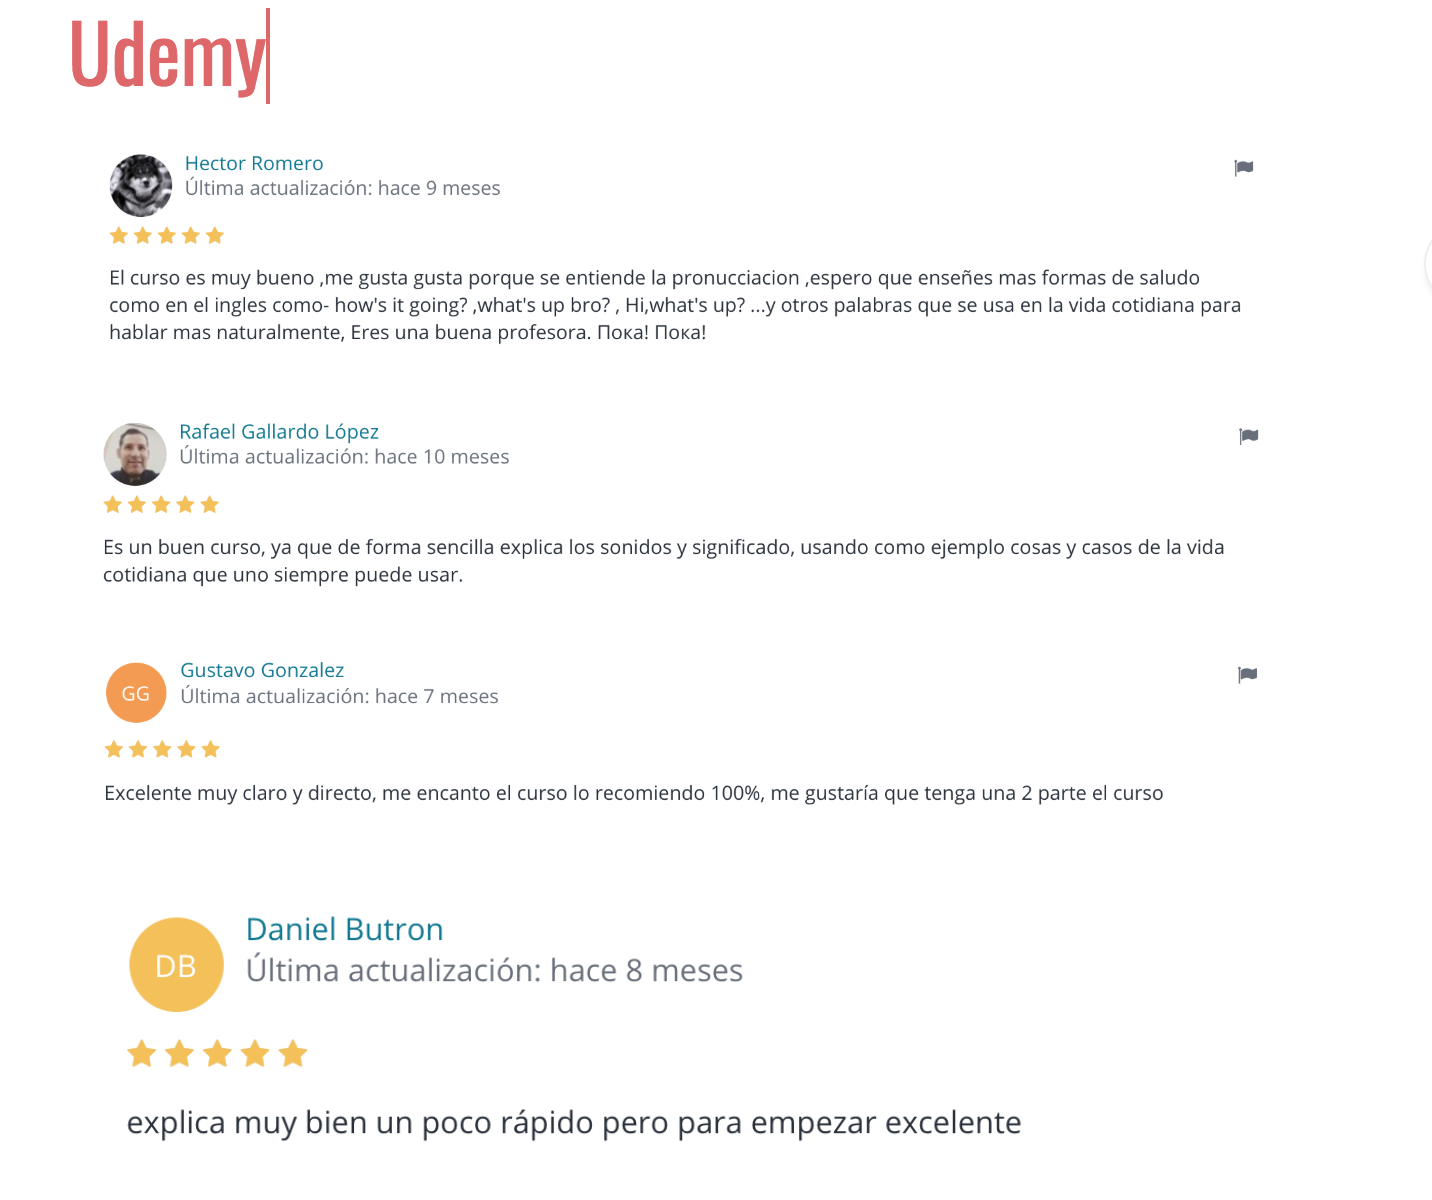 Udemy
Hector Romero
Última actualización: hace 9 meses
El curso es muy bueno ,me gusta gusta porque se entiende la pronucciacion ,espero que enseñes mas formas de saludo
como en el ingles como- how's it going? ,what's up bro? , Hi,what's up? ...y otros palabras que se usa en la vida cotidiana para
hablar mas naturalmente, Eres una buena profesora. Пока! Пока!
Rafael Gallardo López
Última actualización: hace 10 meses
Es un buen curso, ya que de forma sencilla explica los sonidos y significado, usando como ejemplo cosas y casos de la vida
cotidiana que uno siempre puede usar.
GG
Gustavo Gonzalez
Última actualización: hace 7 meses
Excelente muy claro y directo, me encanto el curso lo recomiendo 100%, me gustaría que tenga una 2 parte el curso
DB
Daniel Butron
Última actualización: hace 8 meses
explica muy bien un poco rápido pero para empezar excelente